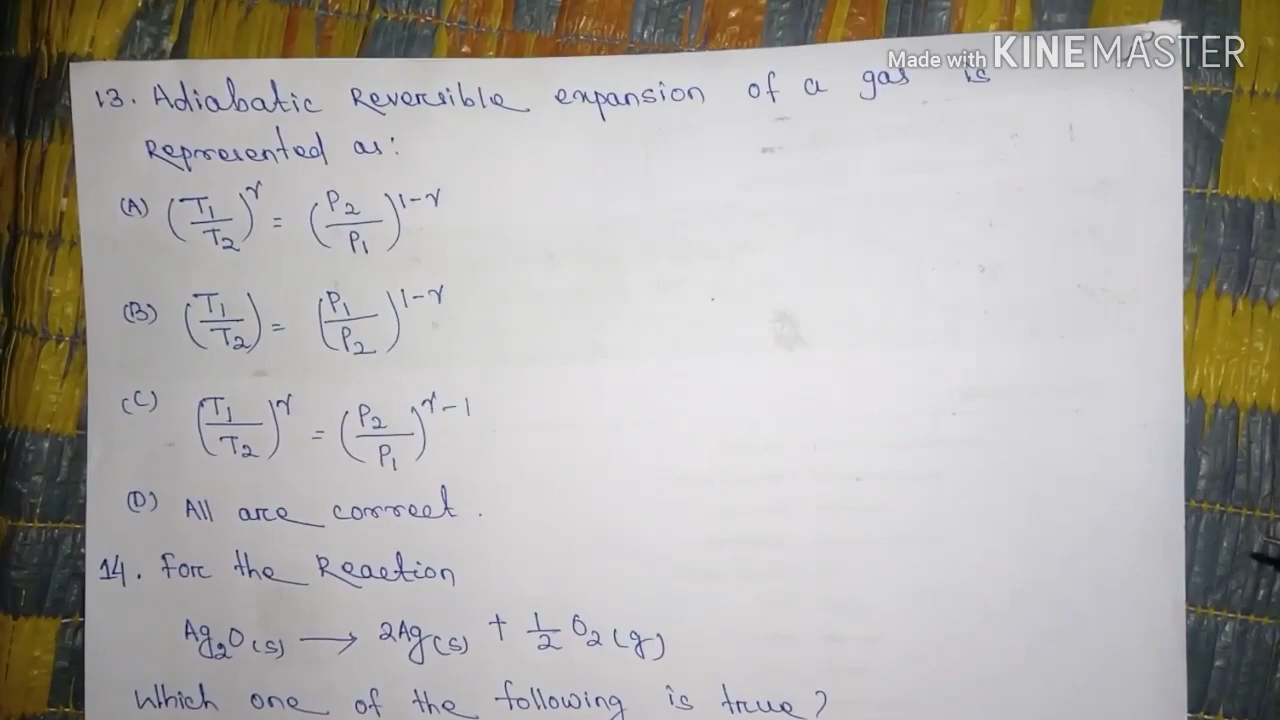 Made with KINEMASTER
13. Adiabatic Reversible expansion of a gas is
Represented as:
(A) (T₁/T₂)^γ = (P₂/P₁)^1-γ
(B) (T₁/T₂) = (P₁/P₂)^1-γ
(C) (T₁/T₂)^γ = (P₂/P₁)^γ-1
(D) All are correct.
14. For the Reaction
Ag₂O(s) → 2Ag(s) + 1/2 O₂(g)
Which one of the following is true?